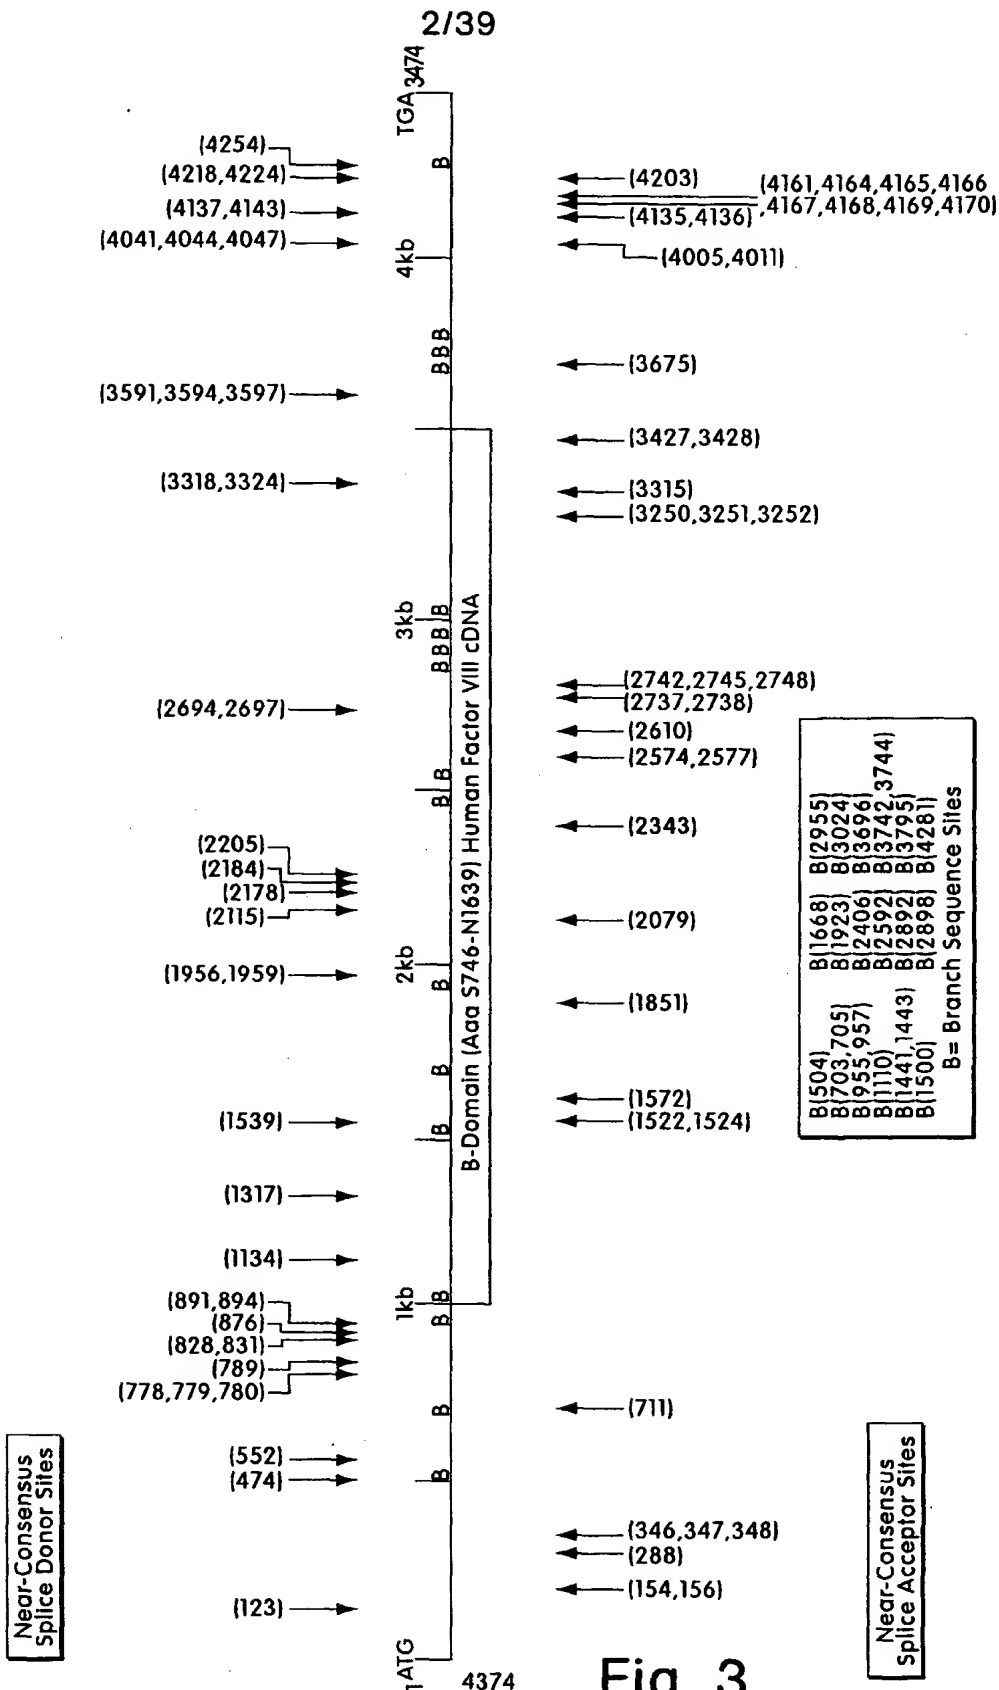 2/39
TGA 3474
(4254)
(4218,4224)
(4137,4143)
(4041,4044,4047)
(3591,3594,3597)
(3318,3324)
(2694,2697)
(2205)
(2184)
(2178)
(2115)
(1956,1959)
(1539)
(1317)
(1134)
(891,894)
(876)
(828,831)
(789)
(778,779,780)
(552)
(474)
(123)
Near-Consensus
Splice Donor Sites
B
4kb
B B B
3kb
B B B B
B B
2kb
B
B
B
1kb
B B
B
B
1 ATG
4374
B-Domain (Aaa S746-N1639) Human Factor VIII cDNA
(4203)
(4161,4164,4165,4166
,4167,4168,4169,4170)
(4135,4136)
(4005,4011)
(3675)
(3427,3428)
(3315)
(3250,3251,3252)
(2742,2745,2748)
(2737,2738)
(2610)
(2574,2577)
(2343)
(2079)
(1851)
(1572)
(1522,1524)
(711)
(346,347,348)
(288)
(154,156)
B(504) B(1668) B(2955)
B(703,705) B(1923) B(3024)
B(955,957) B(2406) B(3696)
B(1110) B(2592) B(3742,3744)
B(1441,1443) B(2892) B(3795)
B(1500) B(2898) B(4281)
B= Branch Sequence Sites
Near-Consensus
Splice Acceptor Sites
Fig. 3